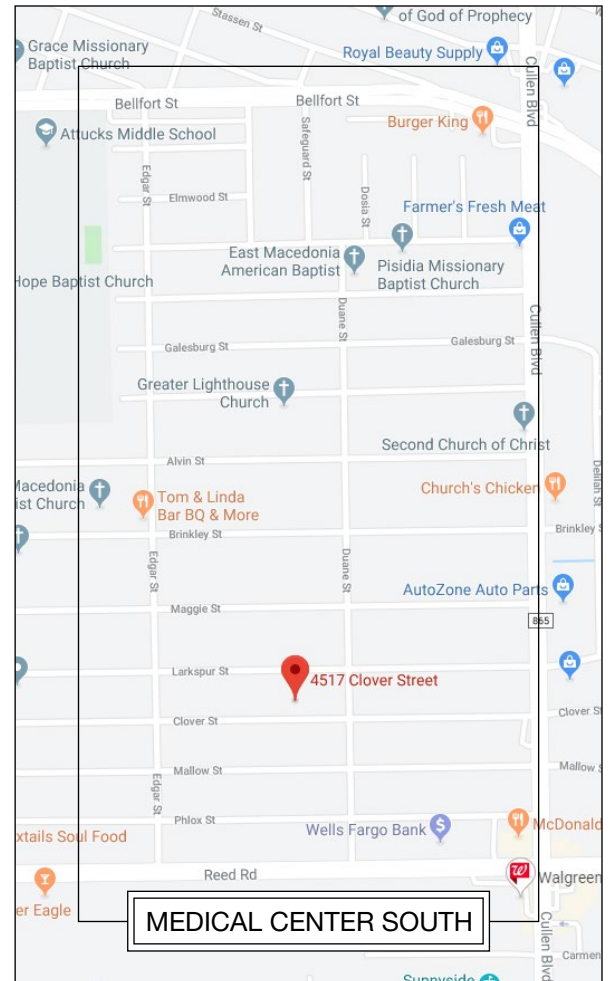 Stassen St
of God of Prophecy
Grace Missionary
Baptist Church
Royal Beauty Supply
Cullen Blvd
Bellfort St
Bellfort St
Burger King
Attucks Middle School
Safeguard St
Edgar St
Elmwood St
Dosia St
Farmer's Fresh Meat
East Macedonia
American Baptist
Pisidia Missionary
Baptist Church
Hope Baptist Church
Duane St
Cullen Blvd
Galesburg St
Galesburg St
Greater Lighthouse
Church
Second Church of Christ
Alvin St
Macedonia
ist Church
Church's Chicken
Delilah St
Tom & Linda
Bar BQ & More
Brinkley St
Brinkley S
Edgar St
Duane St
AutoZone Auto Parts
Maggie St
865
Larkspur St
4517 Clover Street
Clover St
Clover S
Mallow St
Mallow S
Edgar St
Phlox St
Wells Fargo Bank
McDonald
xtails Soul Food
Reed Rd
W
Walgreen
er Eagle
MEDICAL CENTER SOUTH
Cullen Blvd
Carmen
Sunnyside